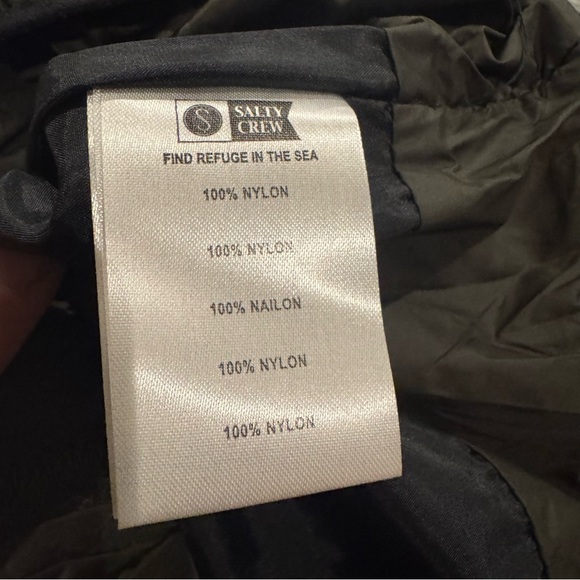 S
SALTY
CREW
FIND REFUGE IN THE SEA
100% NYLON
100% NYLON
100% NAILON
100% NYLON
100% NYLON